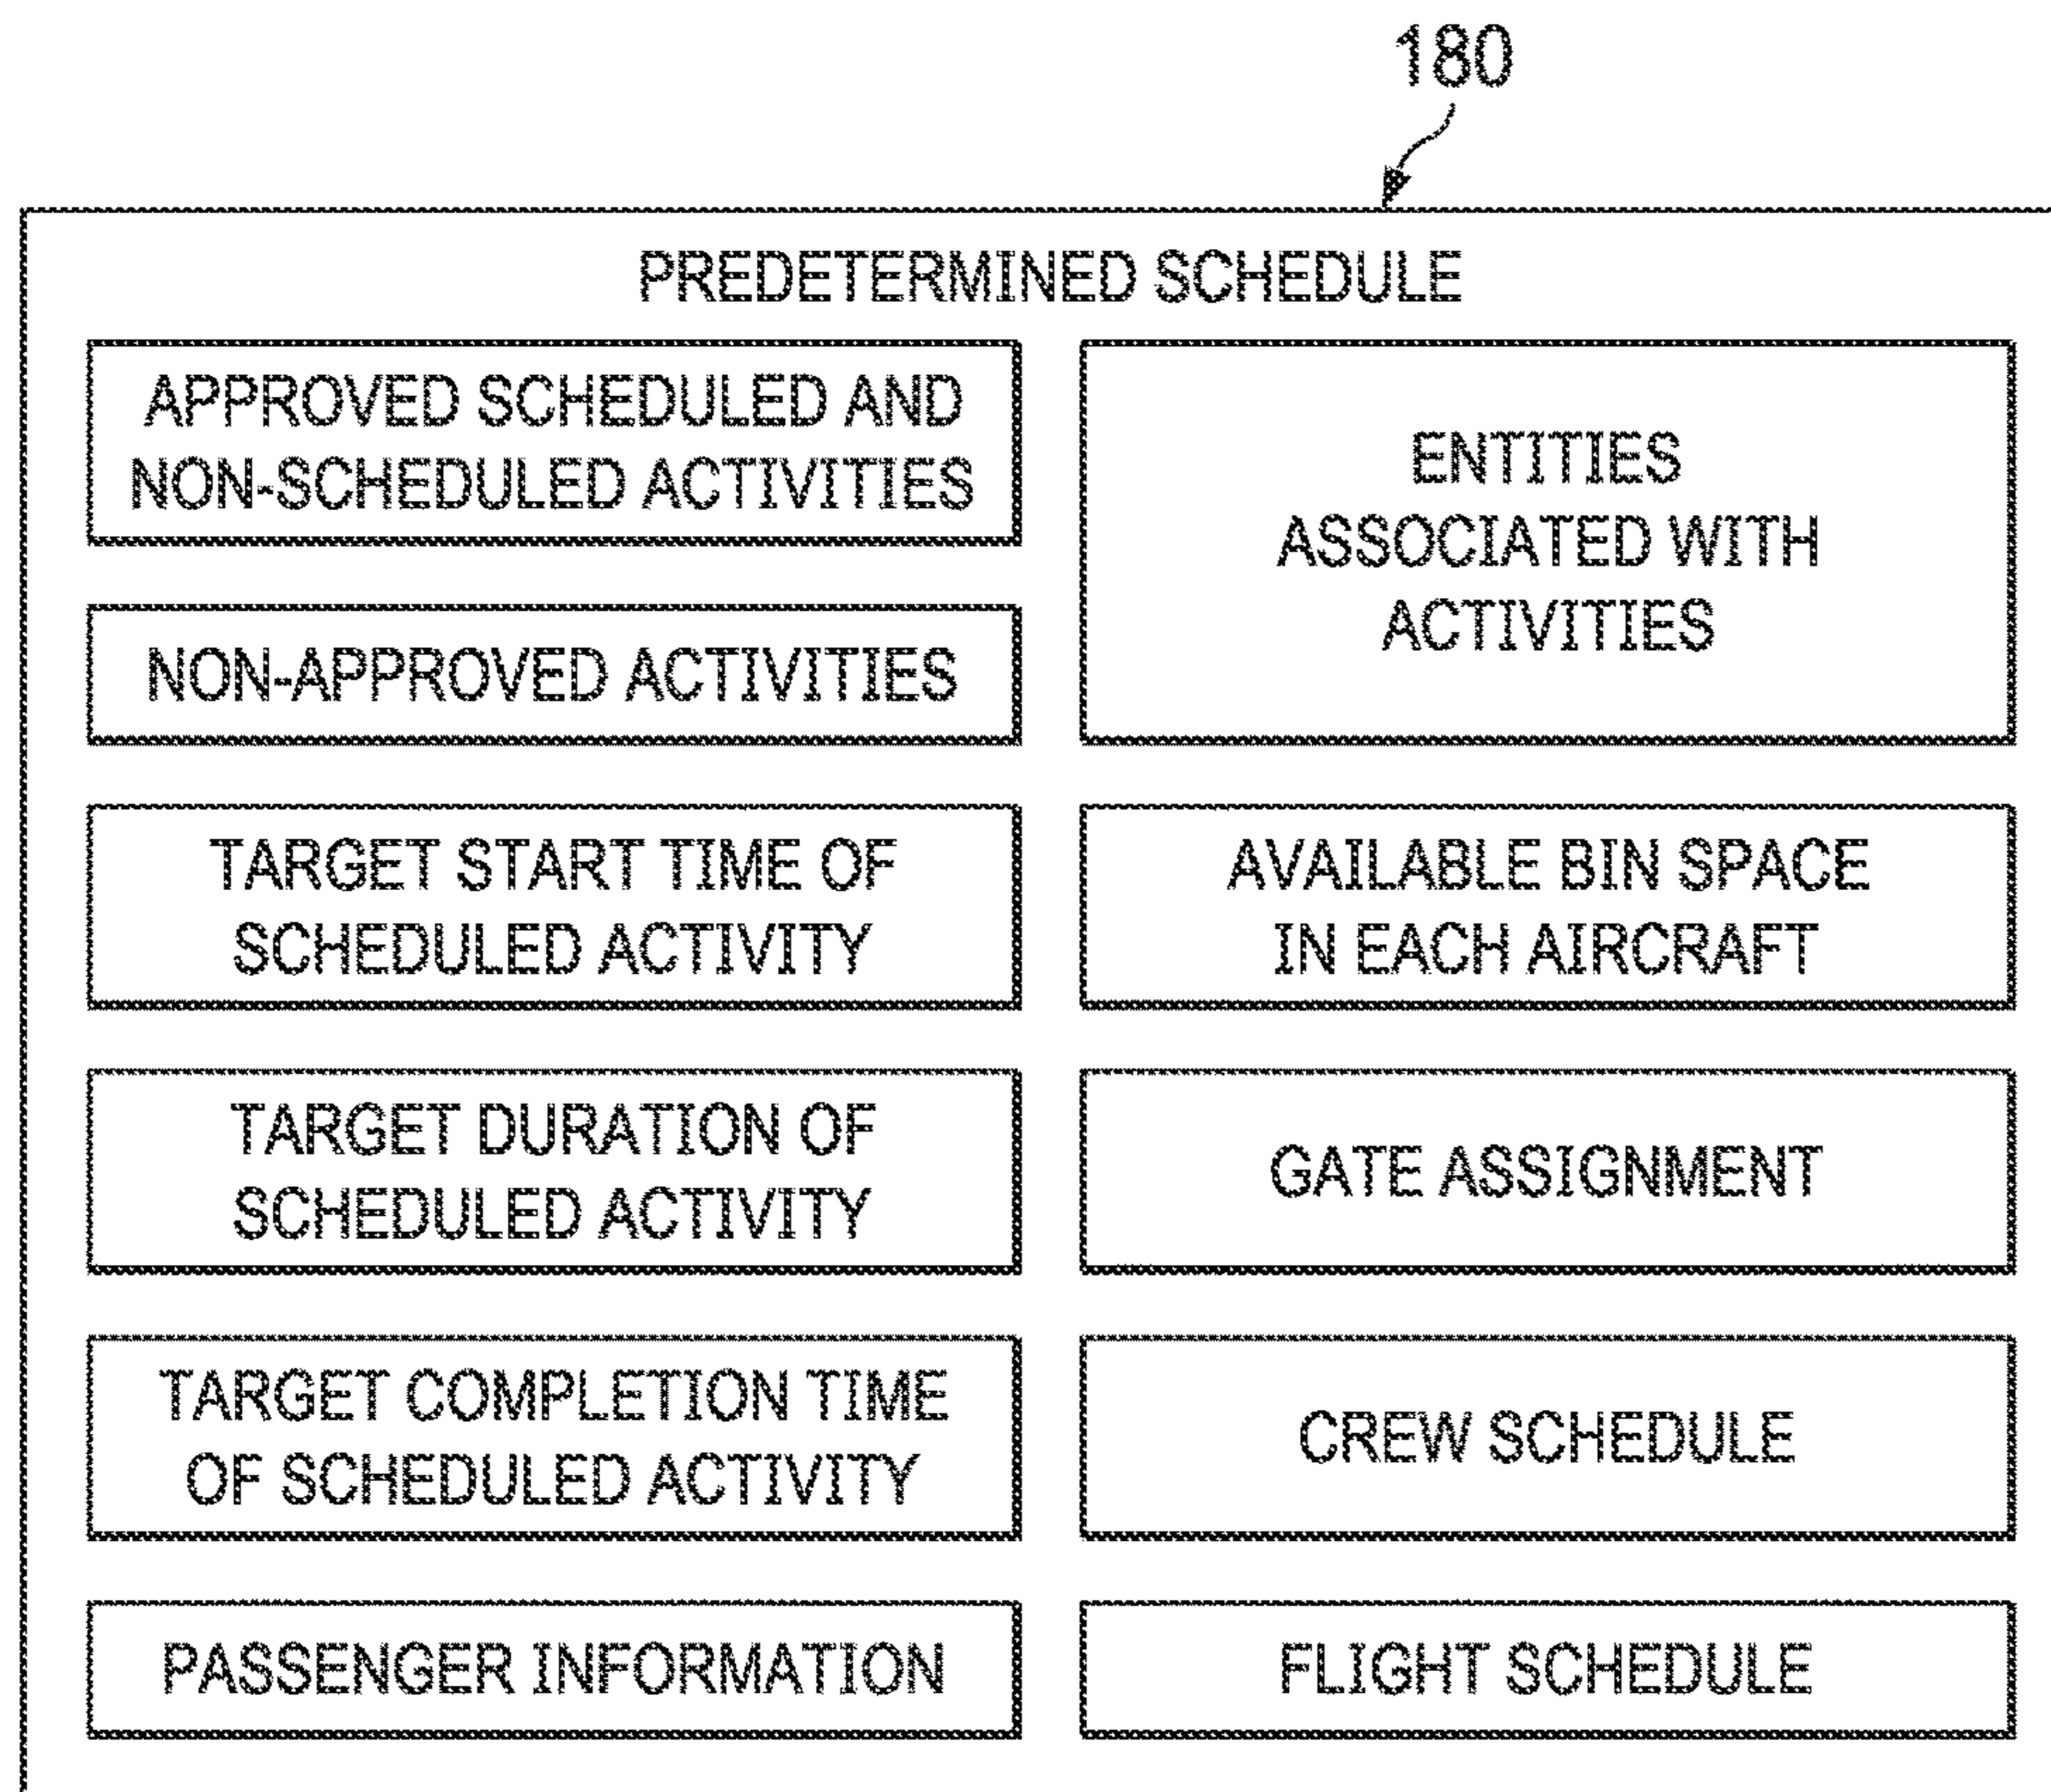 180
PREDETERMINED SCHEDULE
APPROVED SCHEDULED AND
NON-SCHEDULED ACTIVITIES
ENTITIES
ASSOCIATED WITH
ACTIVITIES
NON-APPROVED ACTIVITIES
TARGET START TIME OF
SCHEDULED ACTIVITY
AVAILABLE BIN SPACE
IN EACH AIRCRAFT
TARGET DURATION OF
SCHEDULED ACTIVITY
GATE ASSIGNMENT
TARGET COMPLETION TIME
OF SCHEDULED ACTIVITY
CREW SCHEDULE
PASSENGER INFORMATION
FLIGHT SCHEDULE